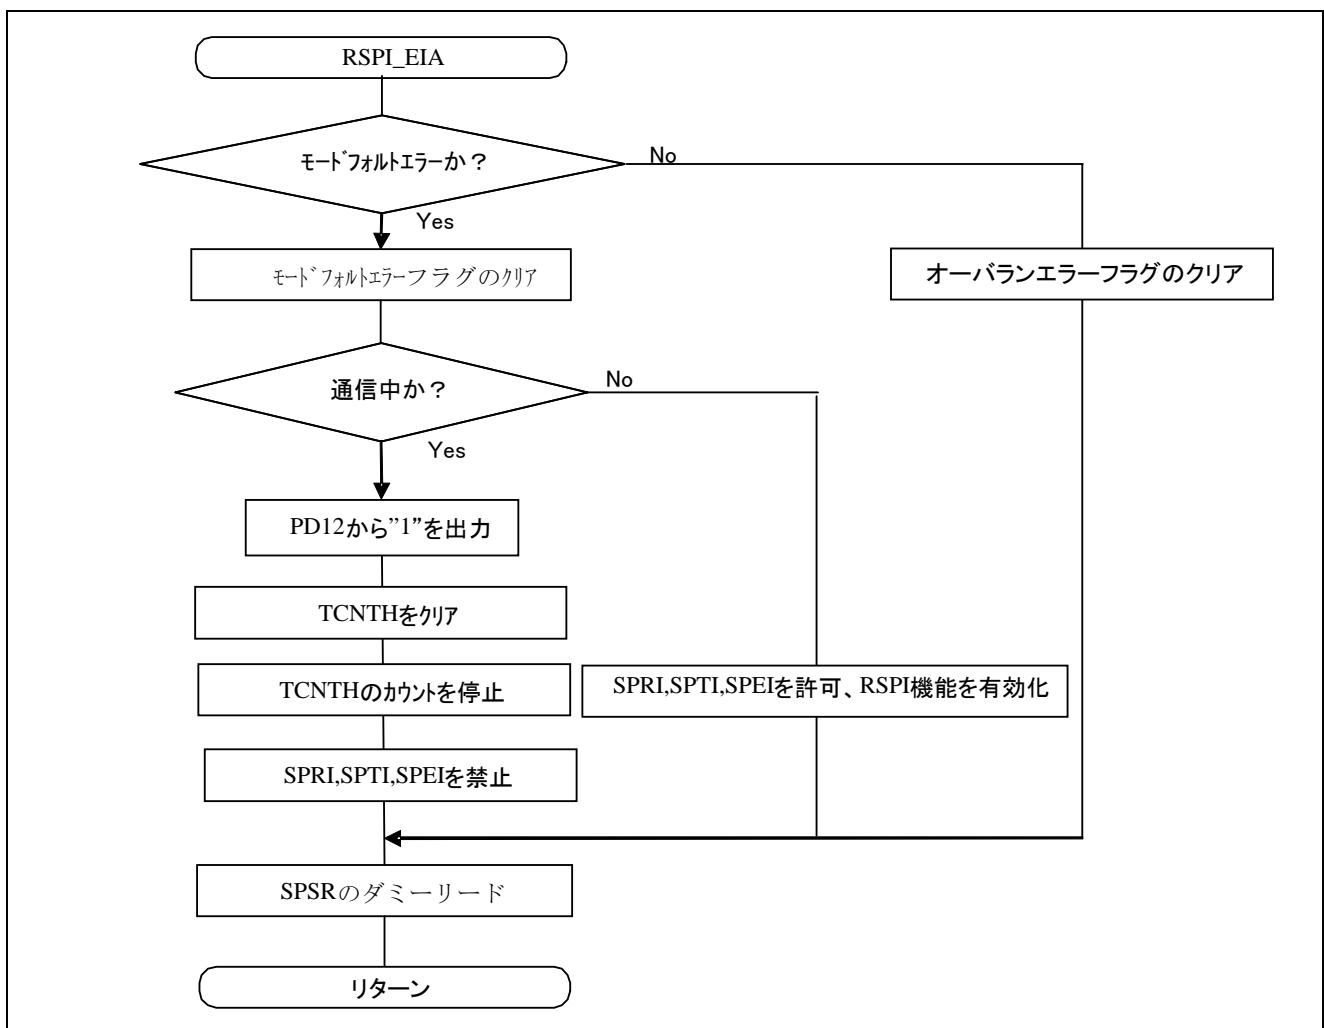 RSPI_EIA
モードフォルトエラーか？
No
Yes
モードフォルトエラーフラグのクリア
オーバランエラーフラグのクリア
通信中か？
No
Yes
PD12から”1”を出力
TCNTHをクリア
TCNTHのカウントを停止
SPRI,SPTI,SPEIを許可、RSPI機能を有効化
SPRI,SPTI,SPEIを禁止
SPSRのダミーリード
リターン